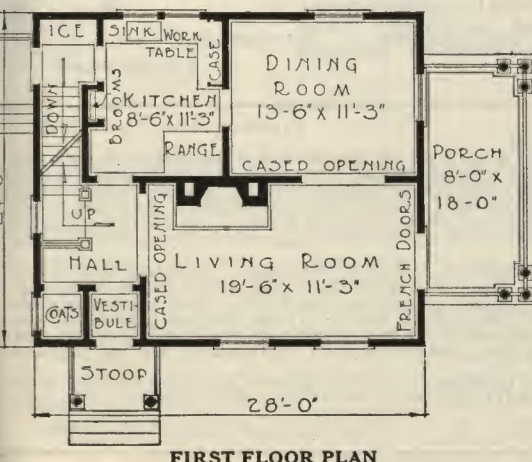 ICE
SINK
WORK
TABLE
CASE
BROOMS
KITCHEN
8'-6" X 11'-3"
RANGE
DOWN
DINING
ROOM
13-6" X 11'-3"
CASED OPENING
PORCH
8'-0" X
18'-0"
UP
HALL
CASED OPENING
LIVING ROOM
19'-6" X 11'-3"
FRENCH DOORS
COATS
VESTI-
BULE
STOOP
28'-0"
FIRST FLOOR PLAN